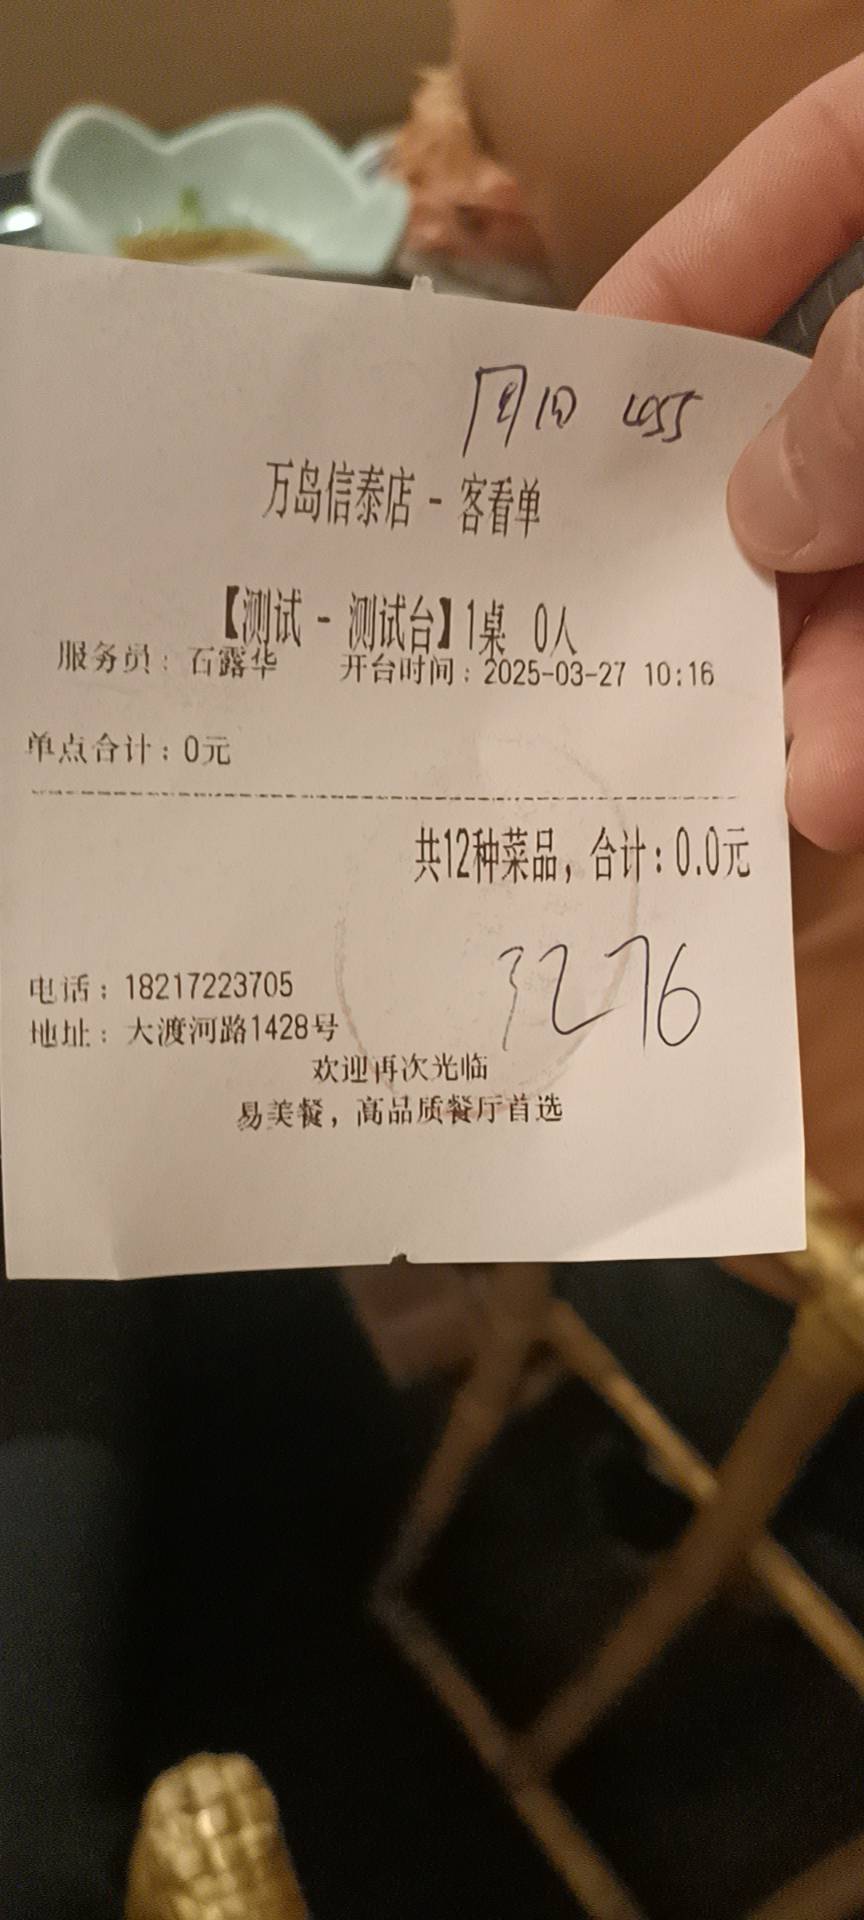 万岛信泰店 - 客看单
【测试 - 测试台】1桌 0人
服务员：石露华 开台时间：2025-03-27 10:16
单点合计：0元
共12种菜品，合计：0.0元
3276
电话：18217223705
地址：大渡河路1428号
欢迎再次光临
易美餐，高品质餐厅首选